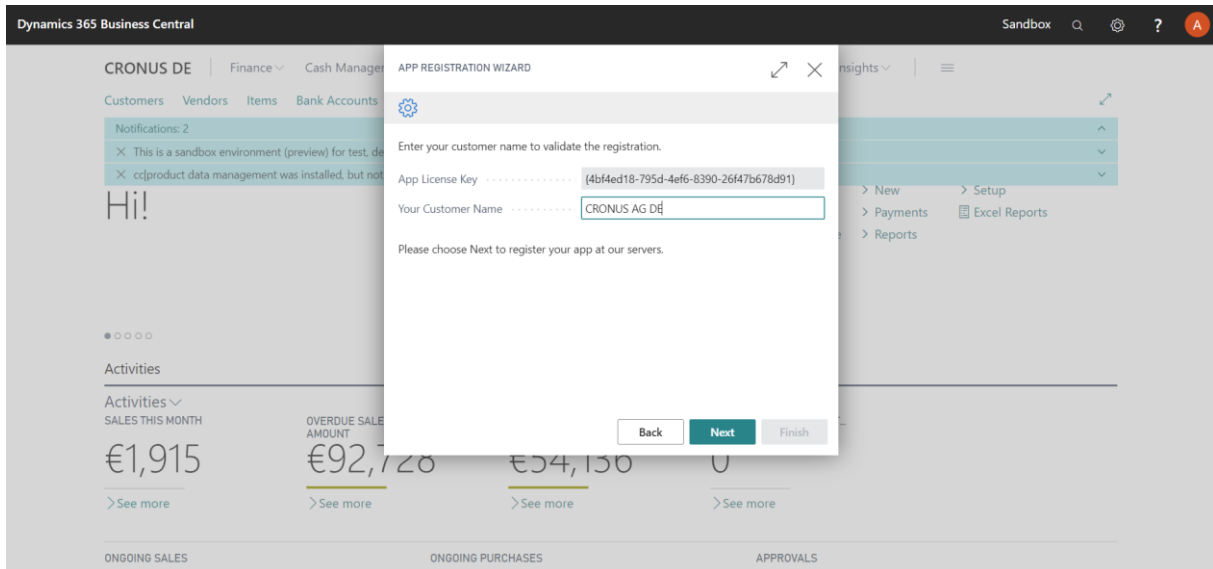 Dynamics 365 Business Central
Sandbox
?
A
CRONUS DE
Finance
Cash Manager
nsights
Customers Vendors Items Bank Accounts
Notifications: 2
This is a sandbox environment (preview) for test, de
cc|product data management was installed, but not
Hi!
> New
> Setup
> Payments
Excel Reports
> Reports
APP REGISTRATION WIZARD
Enter your customer name to validate the registration.
App License Key
{4bf4ed18-795d-4ef6-8390-26f47b678d91}
Your Customer Name
CRONUS AG DE
Please choose Next to register your app at our servers.
Back
Next
Finish
Activities
Activities
SALES THIS MONTH
€1,915
> See more
OVERDUE SALE
AMOUNT
€92,728
> See more
€54,136
> See more
0
> See more
ONGOING SALES
ONGOING PURCHASES
APPROVALS